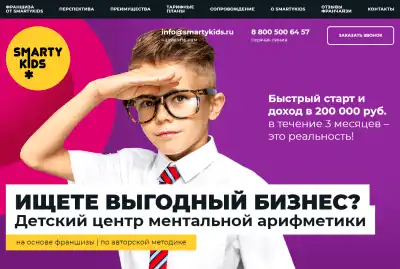 ФРАНШИЗА
ОТ SMARTYKIDS
ПЕРСПЕКТИВА
ПРЕИМУЩЕСТВА
ТАРИФНЫЕ
ПЛАНЫ
СОПРОВОЖДЕНИЕ
О SMARTYKIDS
ОТЗЫВЫ
ФРАНЧАЙЗИ
КОНТАКТЫ
SMARTY
KIDS
info@smartykids.ru
8 800 500 64 57
горячая линия
ЗАКАЗАТЬ ЗВОНОК
Быстрый старт и
доход в 200 000 руб.
в течение 3 месяцев –
это реальность!
ИЩЕТЕ ВЫГОДНЫЙ БИЗНЕС?
Детский центр ментальной арифметики
на основе франшизы | по авторской методике